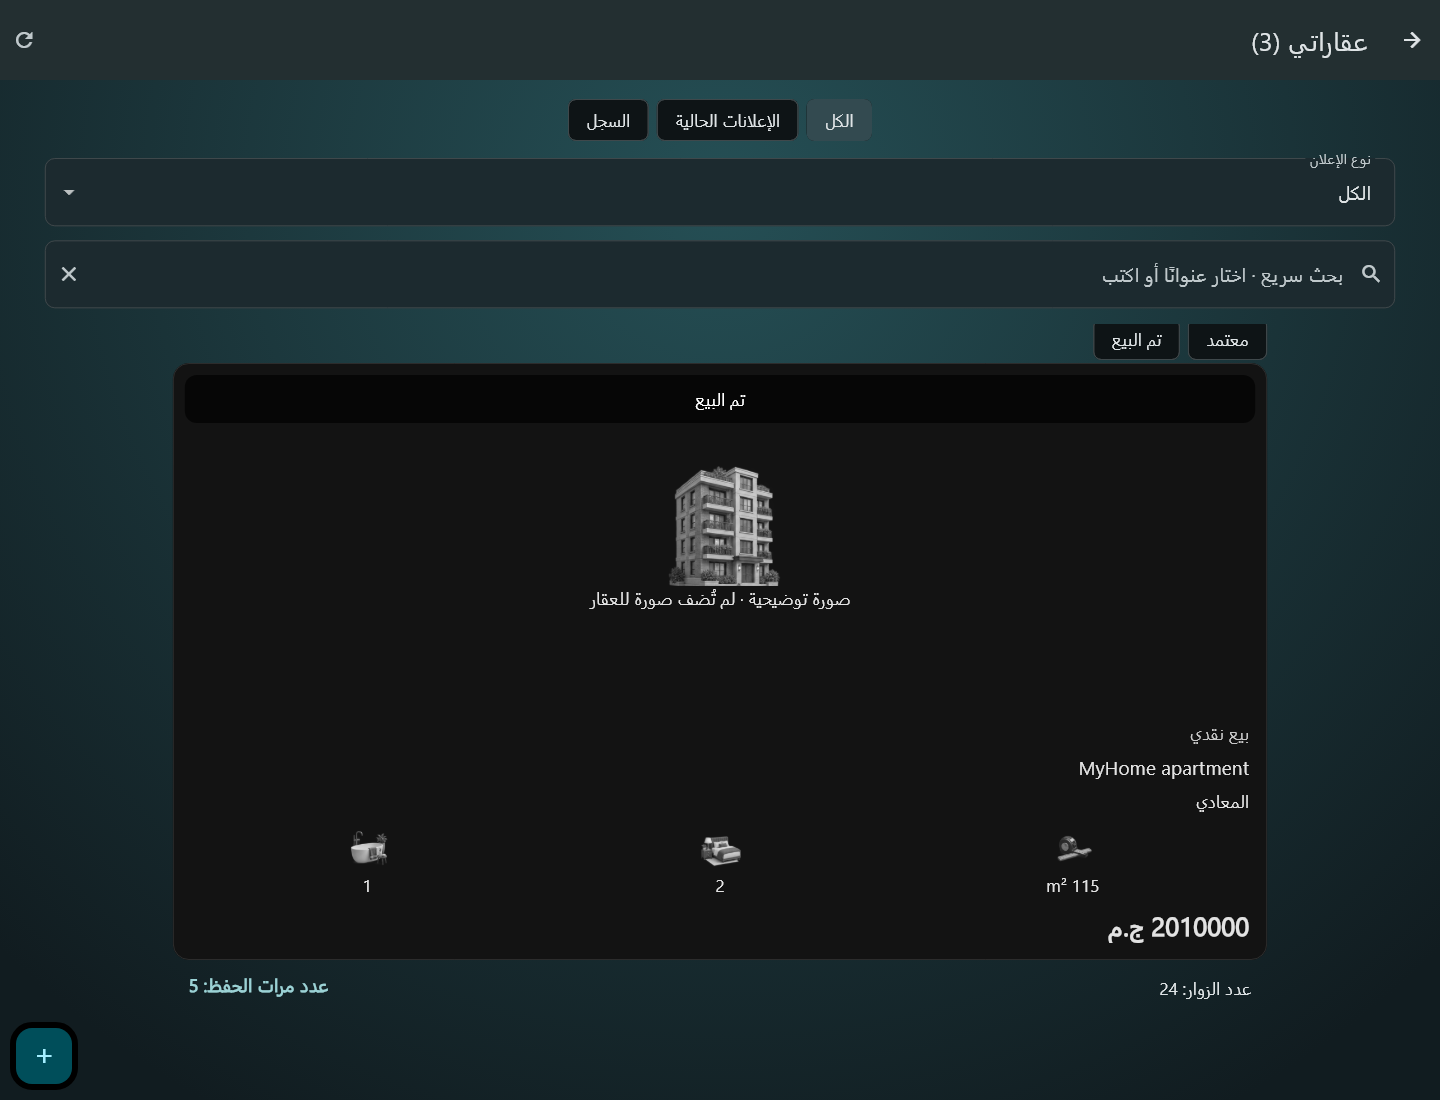 عقاراتي (3)
الكل
الإعلانات الحالية
السجل
نوع الإعلان
الكل
بحث سريع · اختار عنوانًا أو اكتب
معتمد
تم البيع
تم البيع
صورة توضيحية · لم تُضف صورة للعقار
بيع نقدي
MyHome apartment
المعادي
115 m²
2
1
2010000 ج.م
عدد الزوار: 24
عدد مرات الحفظ: 5